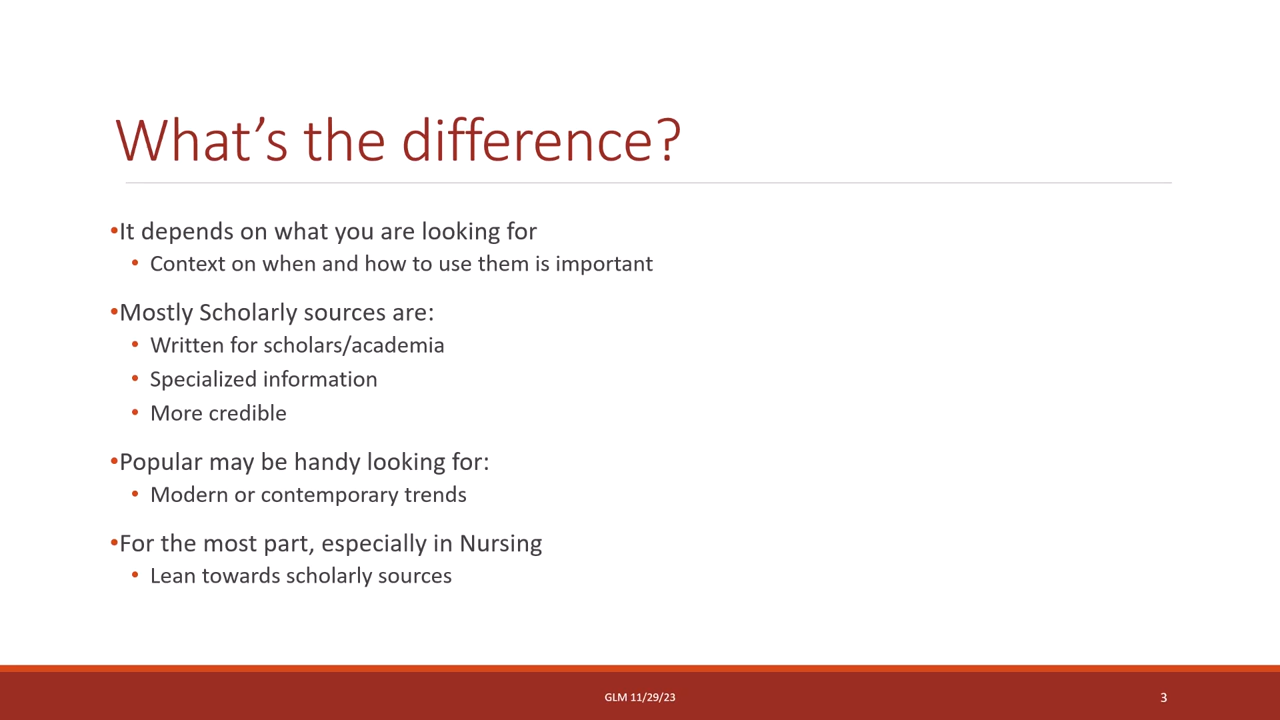 What’s the difference?
•It depends on what you are looking for
• Context on when and how to use them is important
•Mostly Scholarly sources are:
• Written for scholars/academia
• Specialized information
• More credible
•Popular may be handy looking for:
• Modern or contemporary trends
•For the most part, especially in Nursing
• Lean towards scholarly sources
GLM 11/29/23
3